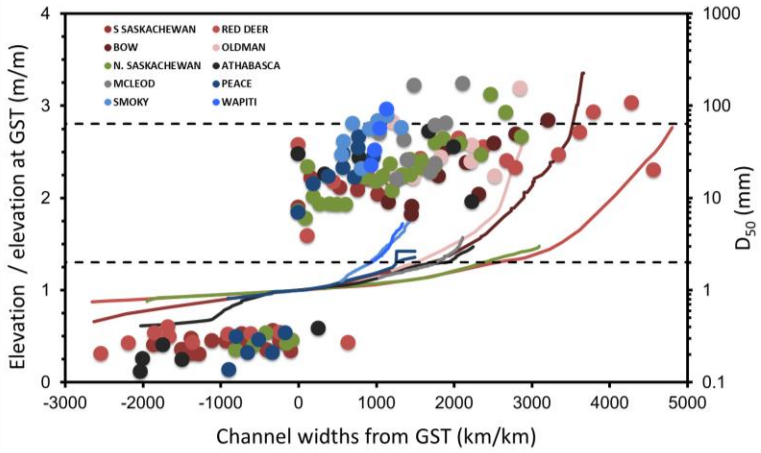 Elevation / elevation at GST (m/m)
4
3
2
1
0
S SASKACHEWAN
RED DEER
BOW
OLDMAN
N. SASKACHEWAN
ATHABASCA
MCLEOD
PEACE
SMOKY
WAPITI
1000
100
10
1
0.1
D50 (mm)
-3000 -2000 -1000 0 1000 2000 3000 4000 5000
Channel widths from GST (km/km)